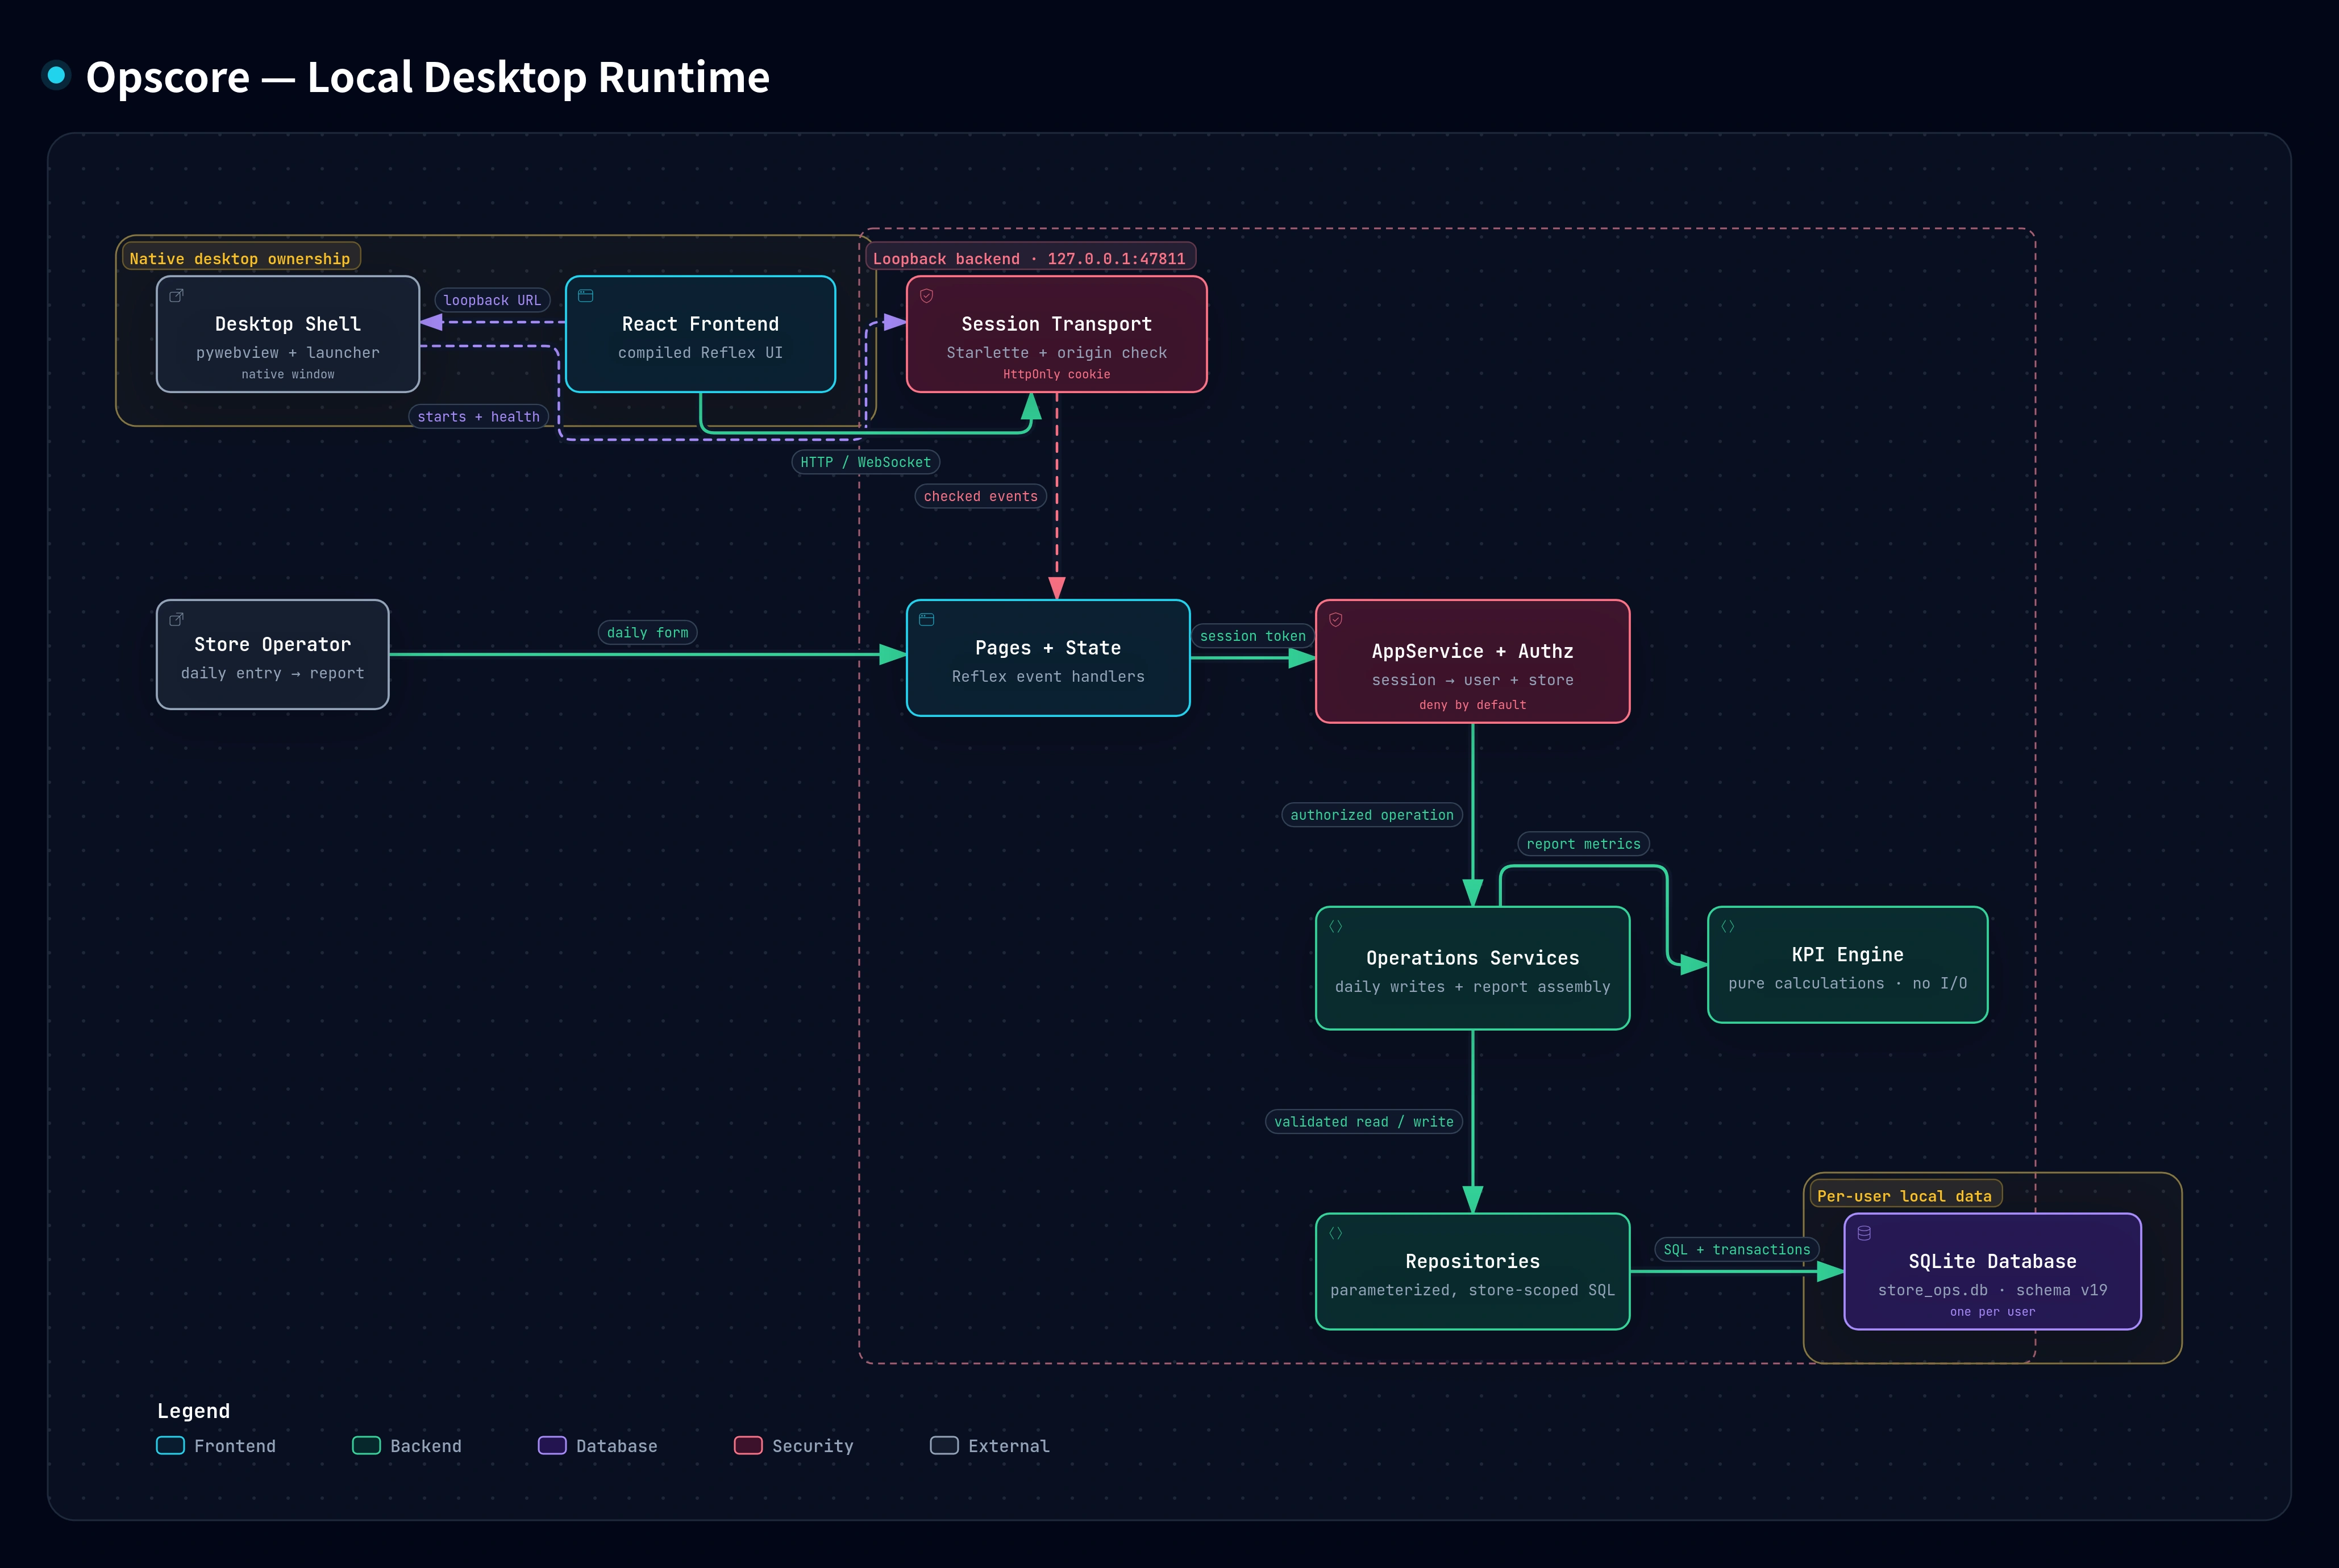 Opscore — Local Desktop Runtime
Native desktop ownership
Loopback backend · 127.0.0.1:47811
Desktop Shell
pywebview + launcher
native window
loopback URL
React Frontend
compiled Reflex UI
Session Transport
Starlette + origin check
HttpOnly cookie
starts + health
HTTP / WebSocket
checked events
Store Operator
daily entry → report
daily form
Pages + State
Reflex event handlers
session token
AppService + Authz
session → user + store
deny by default
authorized operation
report metrics
Operations Services
daily writes + report assembly
KPI Engine
pure calculations · no I/O
validated read / write
Per-user local data
Repositories
parameterized, store-scoped SQL
SQL + transactions
SQLite Database
store_ops.db · schema v19
one per user
Legend
Frontend
Backend
Database
Security
External